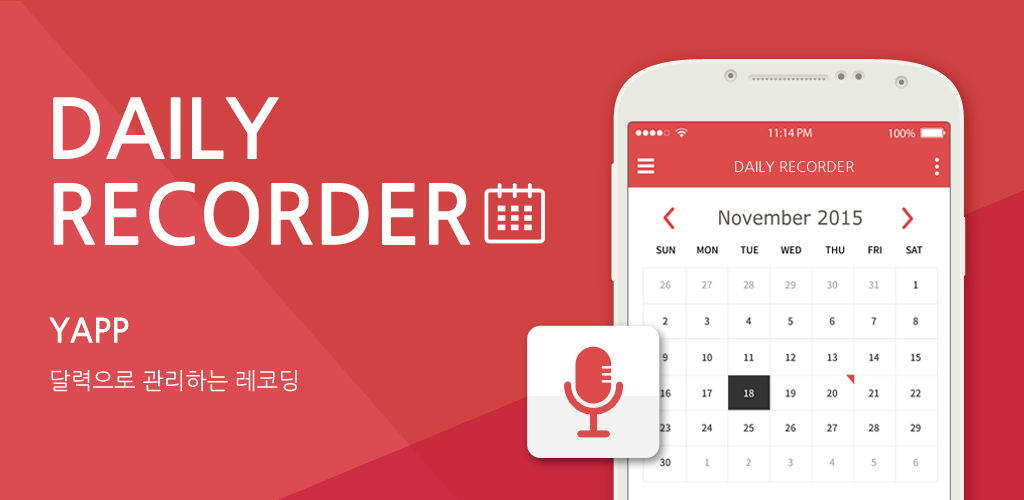 DAILY
RECORDER
YAPP
달력으로 관리하는 레코딩
11:14 PM
100%
DAILY RECORDER
November 2015
SUN MON TUE WED THU FRI SAT
26 27 28 29 30 31 1
2 3 4 5 6 7 8
9 10 11 12 13 14 15
16 17 18 19 20 21 22
23 24 25 26 27 28 29
30 1 2 3 4 5 6